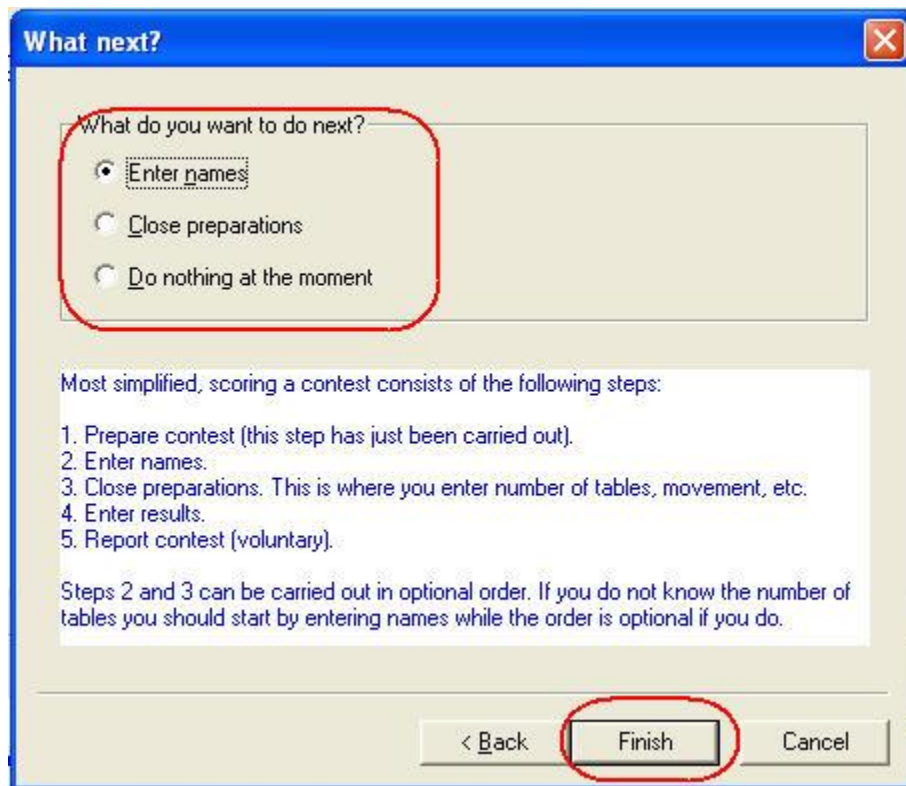 What next?
What do you want to do next?
Enter names
Close preparations
Do nothing at the moment
Most simplified, scoring a contest consists of the following steps:
1. Prepare contest (this step has just been carried out).
2. Enter names.
3. Close preparations. This is where you enter number of tables, movement, etc.
4. Enter results.
5. Report contest (voluntary).
Steps 2 and 3 can be carried out in optional order. If you do not know the number of
tables you should start by entering names while the order is optional if you do.
< Back Finish Cancel